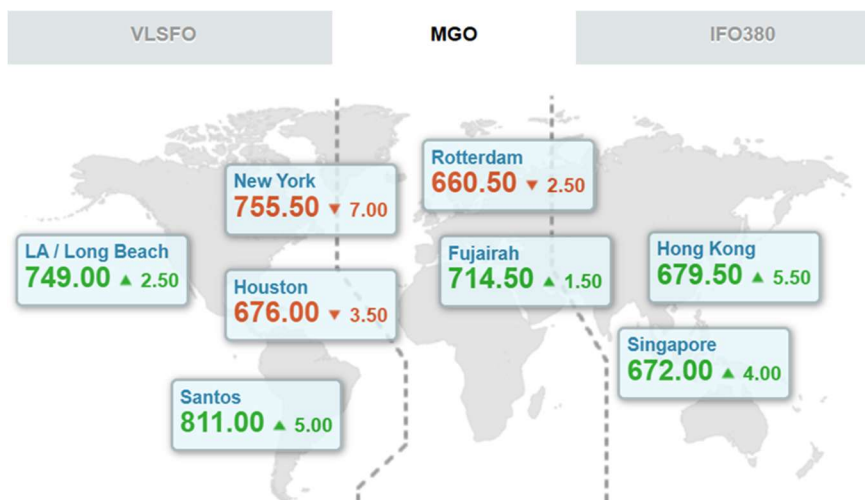 VLSFO
MGO
IFO380
Rotterdam
660.50 ▼ 2.50
New York
755.50 ▼ 7.00
LA / Long Beach
749.00 ▲ 2.50
Fujairah
714.50 ▲ 1.50
Hong Kong
679.50 ▲ 5.50
Houston
676.00 ▼ 3.50
Singapore
672.00 ▲ 4.00
Santos
811.00 ▲ 5.00